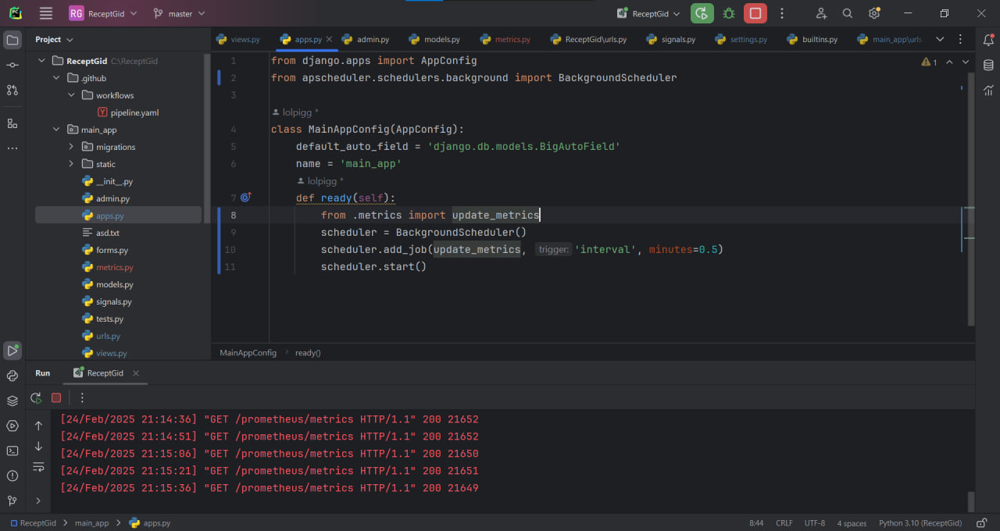 PC
RG ReceptGid
master
ReceptGid
Project
views.py
apps.py
admin.py
models.py
metrics.py
ReceptGid\urls.py
signals.py
settings.py
builtins.py
main_app\urls
ReceptGid C:\ReceptGid
.github
workflows
Y pipeline.yaml
main_app
migrations
static
__init__.py
admin.py
apps.py
asd.txt
forms.py
metrics.py
models.py
signals.py
tests.py
urls.py
views.py
1 from django.apps import AppConfig
1
2 from apscheduler.schedulers.background import BackgroundScheduler
3
lolpigg *
4 class MainAppConfig(AppConfig):
5 default_auto_field = 'django.db.models.BigAutoField'
6 name = 'main_app'
lolpigg *
7 def ready(self):
8 from .metrics import update_metrics
9 scheduler = BackgroundScheduler()
10 scheduler.add_job(update_metrics, trigger: 'interval', minutes=0.5)
11 scheduler.start()
MainAppConfig > ready()
Run
ReceptGid
[24/Feb/2025 21:14:36] "GET /prometheus/metrics HTTP/1.1" 200 21652
[24/Feb/2025 21:14:51] "GET /prometheus/metrics HTTP/1.1" 200 21652
[24/Feb/2025 21:15:06] "GET /prometheus/metrics HTTP/1.1" 200 21650
[24/Feb/2025 21:15:21] "GET /prometheus/metrics HTTP/1.1" 200 21651
[24/Feb/2025 21:15:36] "GET /prometheus/metrics HTTP/1.1" 200 21649
ReceptGid > main_app > apps.py
8:44 CRLF UTF-8 4 spaces Python 3.10 (ReceptGid)